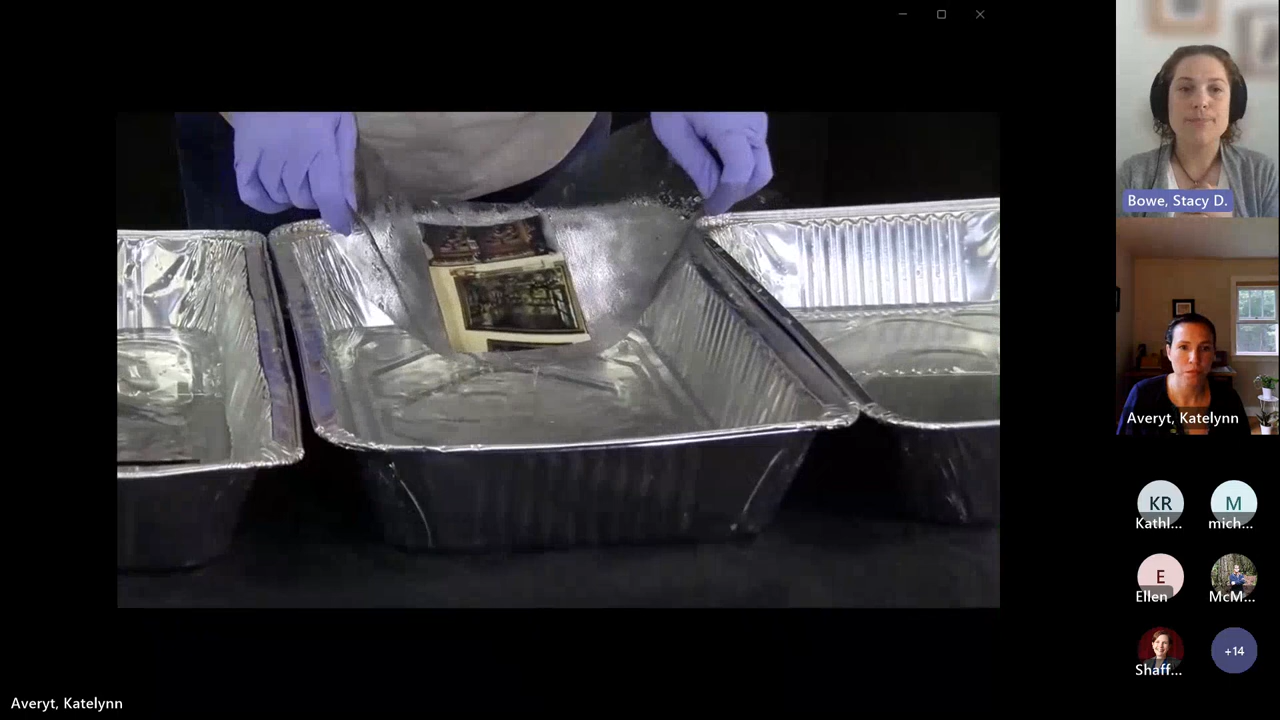 Bowe, Stacy D.
Averyt, Katelynn
KR
M
Kathl...
mich...
E
Ellen
McM...
Shaff...
+14
Averyt, Katelynn